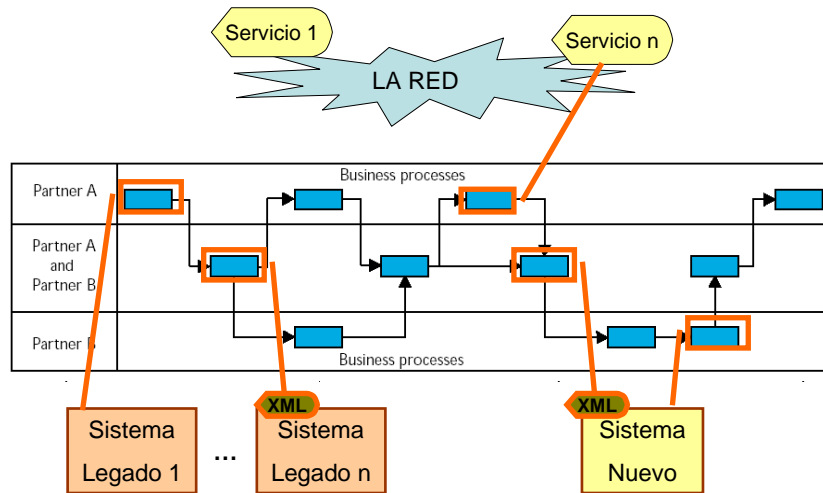 Servicio 1
Servicio n
LA RED
Business processes
Partner A
Partner A
and
Partner B
Partner B
Business processes
XML
XML
Sistema
Legado 1
...
Sistema
Legado n
Sistema
Nuevo